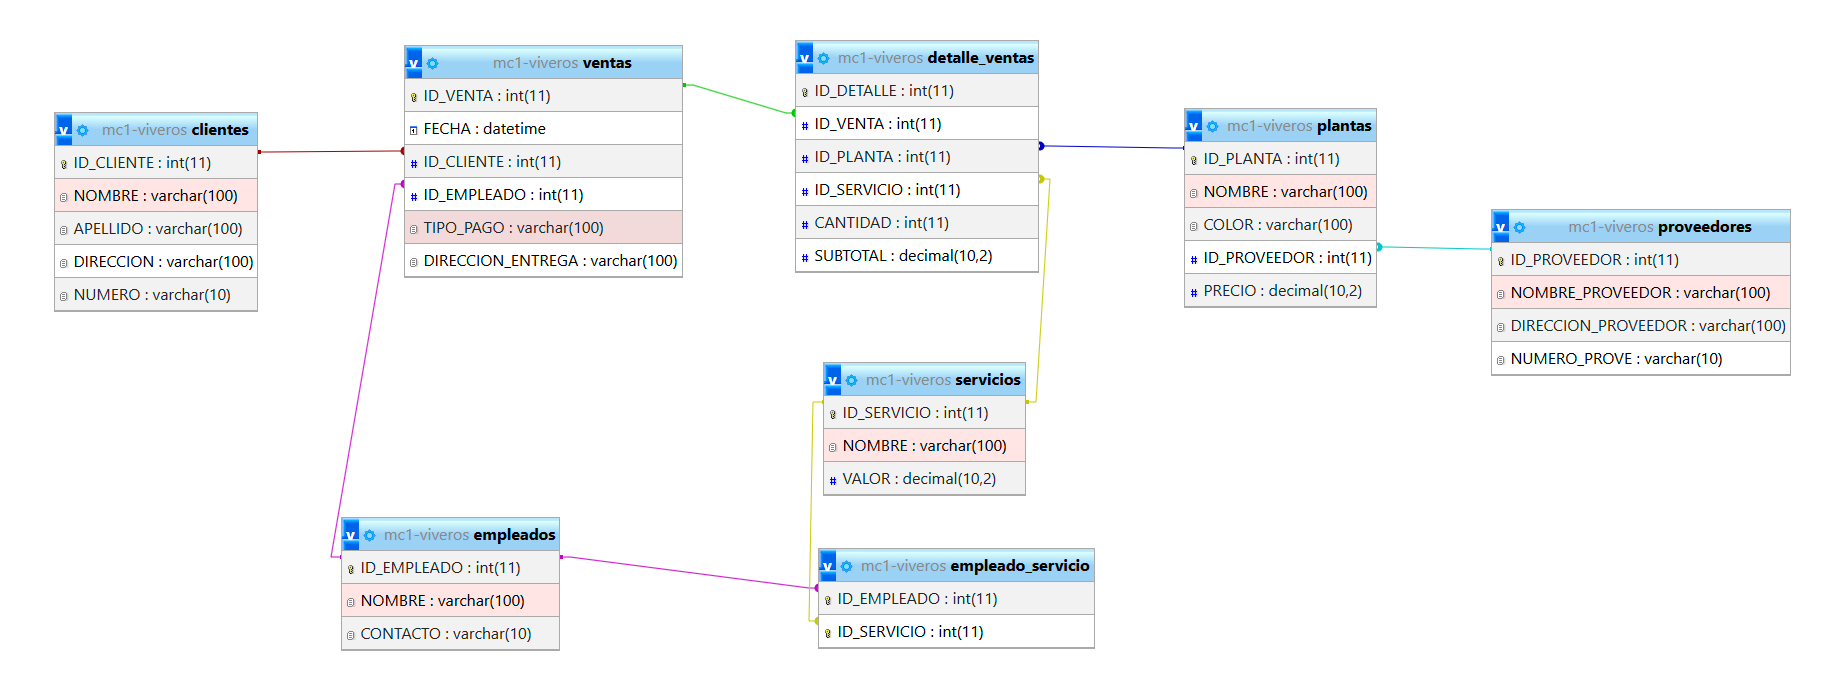 mc1-viveros clientes
ID_CLIENTE : int(11)
NOMBRE : varchar(100)
APELLIDO : varchar(100)
DIRECCION : varchar(100)
NUMERO : varchar(10)
v mc1-viveros ventas
ID_VENTA : int(11)
FECHA : datetime
# ID_CLIENTE : int(11)
# ID_EMPLEADO : int(11)
TIPO_PAGO : varchar(100)
DIRECCION_ENTREGA : varchar(100)
v mc1-viveros detalle_ventas
ID_DETALLE : int(11)
# ID_VENTA : int(11)
# ID_PLANTA : int(11)
# ID_SERVICIO : int(11)
# CANTIDAD : int(11)
# SUBTOTAL : decimal(10,2)
v mc1-viveros plantas
ID_PLANTA : int(11)
NOMBRE : varchar(100)
COLOR : varchar(100)
# ID_PROVEEDOR : int(11)
# PRECIO : decimal(10,2)
v mc1-viveros proveedores
ID_PROVEEDOR : int(11)
NOMBRE_PROVEEDOR : varchar(100)
DIRECCION_PROVEEDOR : varchar(100)
NUMERO_PROVE : varchar(10)
v mc1-viveros servicios
ID_SERVICIO : int(11)
NOMBRE : varchar(100)
# VALOR : decimal(10,2)
v mc1-viveros empleados
ID_EMPLEADO : int(11)
NOMBRE : varchar(100)
CONTACTO : varchar(10)
v mc1-viveros empleado_servicio
ID_EMPLEADO : int(11)
ID_SERVICIO : int(11)